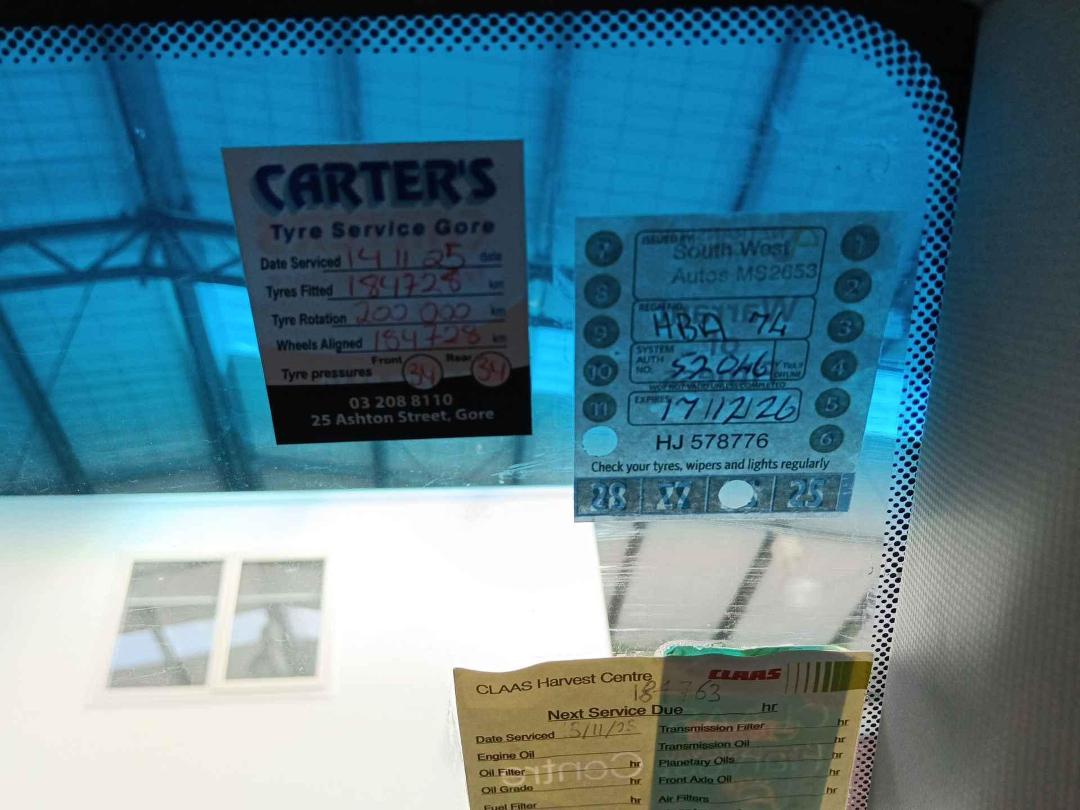 CARTER'S
Tyre Service Gore
Date Serviced 14 11 25 date
Tyres Fitted 184728 km
Tyre Rotation 200 000 km
Wheels Aligned 184728 km
Front Rear
Tyre pressures 34 34
03 208 8110
25 Ashton Street, Gore
7 ISSUED BY South West 1
8 Autos MS2653 2
9 REGN NO. HBA 74 3
10 SYSTEM AUTH NO. 4
WOF NOT VALID UNLESS COMPLETED
11 EXPIRES 17/12/26 5
HJ 578776 6
Check your tyres, wipers and lights regularly
28 27 25
CLAAS Harvest Centre CLAAS
Next Service Due hr
Date Serviced Transmission Filter hr
Engine Oil Transmission Oil hr
Oil Filter hr Planetary Oils hr
Oil Grade hr Front Axle Oil hr
Fuel Filter hr Air Filters hr